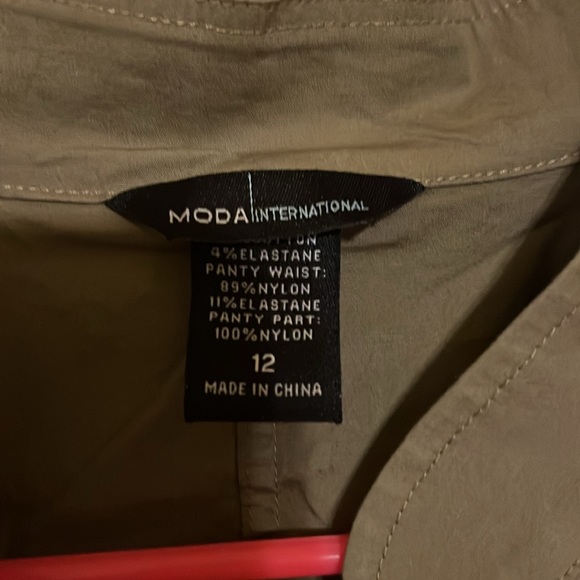 MODA INTERNATIONAL
4% ELASTANE
PANTY WAIST:
89% NYLON
11% ELASTANE
PANTY PART:
100% NYLON
12
MADE IN CHINA